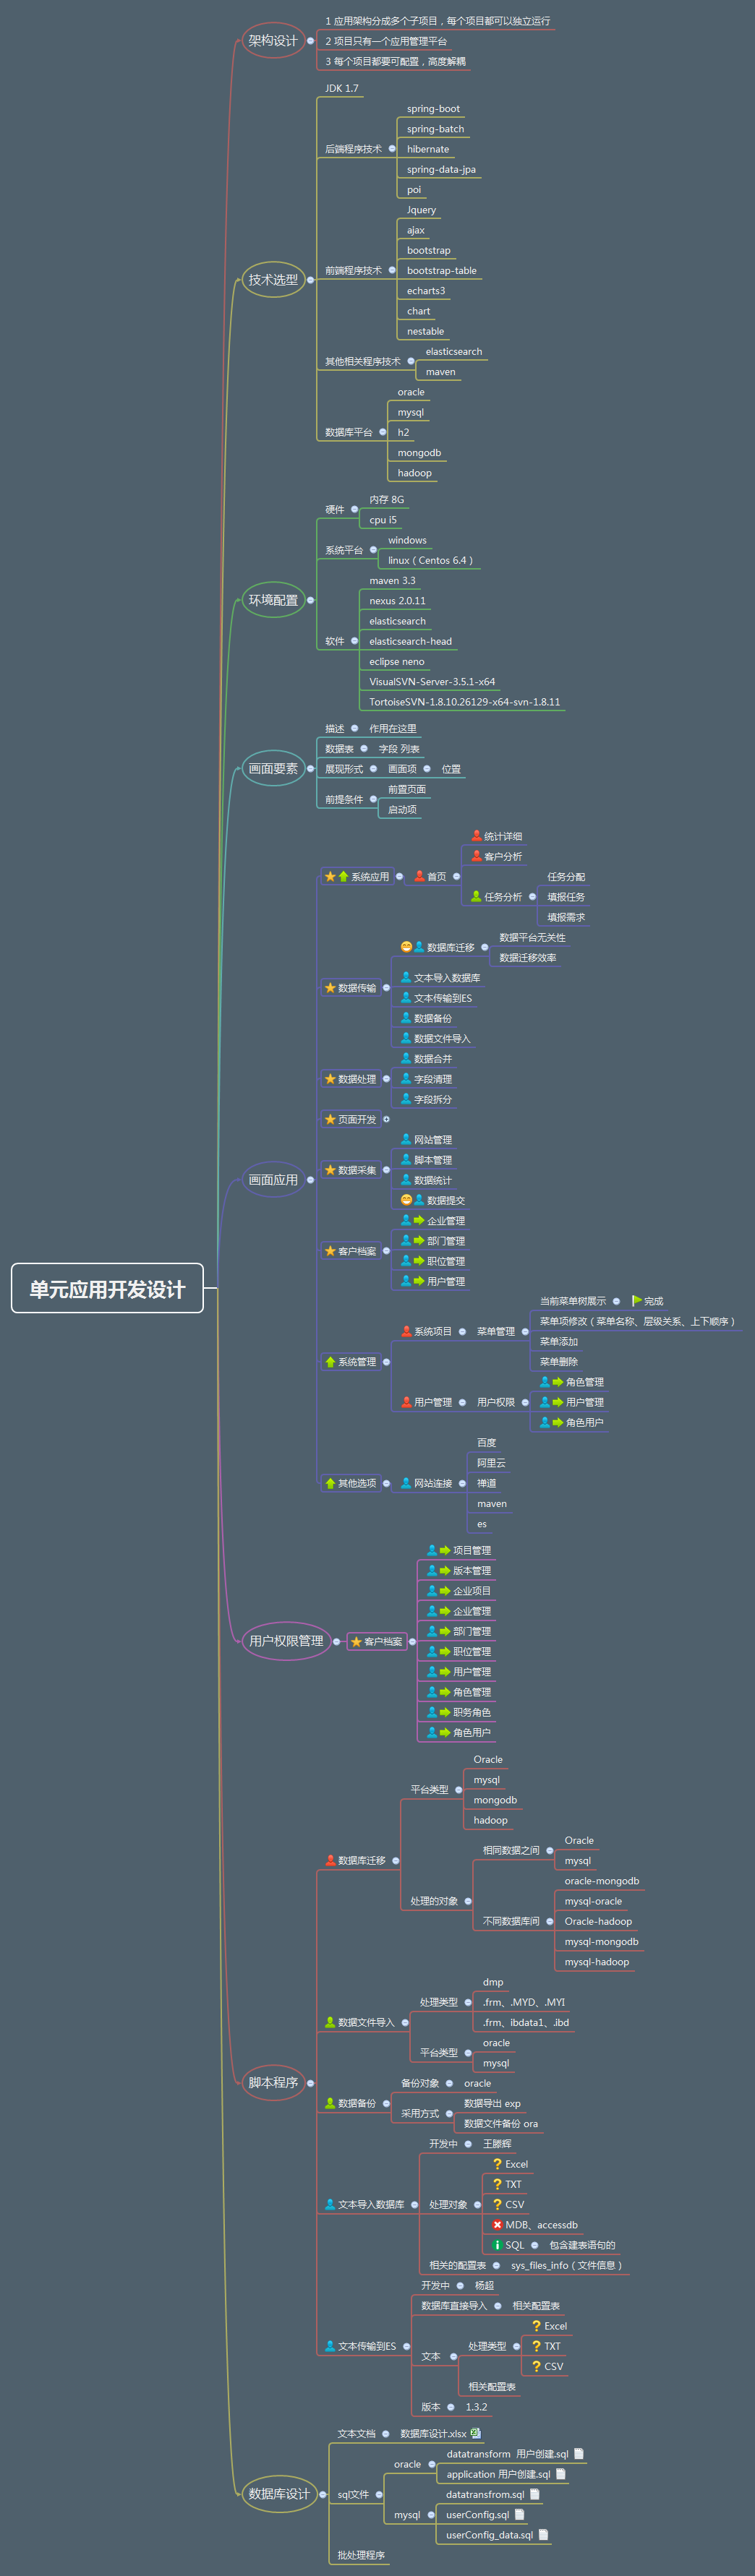 架构设计
1 应用架构分成多个子项目，每个项目都可以独立运行
2 项目只有一个应用管理平台
3 每个项目都要可配置，高度解耦
技术选型
JDK 1.7
后端程序技术
spring-boot
spring-batch
hibernate
spring-data-jpa
poi
前端程序技术
Jquery
ajax
bootstrap
bootstrap-table
echarts3
chart
nestable
其他相关程序技术
elasticsearch
maven
数据库平台
oracle
mysql
h2
mongodb
hadoop
环境配置
硬件
内存 8G
cpu i5
系统平台
windows
linux（Centos 6.4）
软件
maven 3.3
nexus 2.0.11
elasticsearch
elasticsearch-head
eclipse neno
VisualSVN-Server-3.5.1-x64
TortoiseSVN-1.8.10.26129-x64-svn-1.8.11
画面要素
描述
作用在这里
数据表
字段 列表
展现形式
画面项
位置
前提条件
前置页面
启动项
单元应用开发设计
画面应用
系统应用
首页
统计详细
客户分析
任务分析
任务分配
填报任务
填报需求
数据传输
数据库迁移
数据平台无关性
数据迁移效率
文本导入数据库
文本传输到ES
数据备份
数据文件导入
数据处理
数据合并
字段清理
字段拆分
页面开发
数据采集
网站管理
脚本管理
数据统计
数据提交
客户档案
企业管理
部门管理
职位管理
用户管理
系统管理
系统项目
菜单管理
当前菜单树展示
完成
菜单项修改（菜单名称、层级关系、上下顺序）
菜单添加
菜单删除
用户管理
用户权限
角色管理
用户管理
角色用户
其他选项
网站连接
百度
阿里云
禅道
maven
es
用户权限管理
客户档案
项目管理
版本管理
企业项目
企业管理
部门管理
职位管理
用户管理
角色管理
职务角色
角色用户
脚本程序
数据库迁移
平台类型
Oracle
mysql
mongodb
hadoop
处理的对象
相同数据之间
Oracle
mysql
不同数据库间
oracle-mongodb
mysql-oracle
Oracle-hadoop
mysql-mongodb
mysql-hadoop
数据文件导入
处理类型
dmp
.frm、.MYD、.MYI
.frm、ibdata1、.ibd
平台类型
oracle
mysql
数据备份
备份对象
oracle
采用方式
数据导出 exp
数据文件备份 ora
文本导入数据库
开发中
王滕辉
处理对象
Excel
TXT
CSV
MDB、accessdb
SQL
包含建表语句的
相关的配置表
sys_files_info（文件信息）
文本传输到ES
开发中
杨超
数据库直接导入
相关配置表
文本
处理类型
Excel
TXT
CSV
相关配置表
版本
1.3.2
数据库设计
文本文档
数据库设计.xlsx
sql文件
oracle
datatransform 用户创建.sql
application 用户创建.sql
mysql
datatransfrom.sql
userConfig.sql
userConfig_data.sql
批处理程序